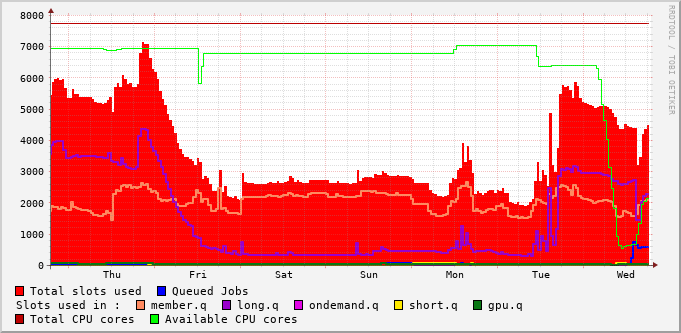 8000
7000
6000
5000
4000
3000
2000
1000
0
Thu Fri Sat Sun Mon Tue Wed
RRDTOOL / TOBI OETIKER
Total slots used Queued Jobs
Slots used in : member.q long.q ondemand.q short.q gpu.q
Total CPU cores Available CPU cores